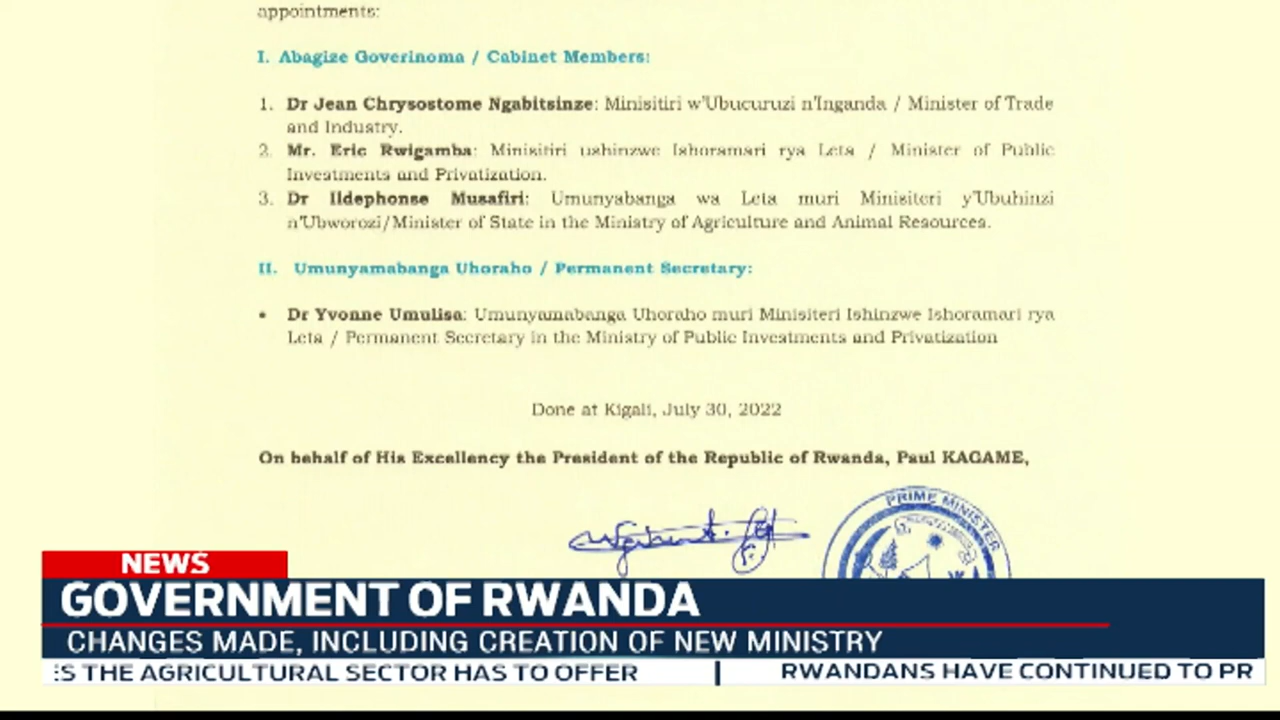 appointments:
I. Abagize Goverinoma / Cabinet Members:
1. Dr Jean Chrysostome Ngabitsinze: Minisitiri w'Ubucuruzi n'Inganda / Minister of Trade
and Industry.
2. Mr. Eric Rwigamba: Minisitiri ushinzwe Ishoramari rya Leta / Minister of Public
Investments and Privatization.
3. Dr Ildephonse Musafiri: Umunyabanga wa Leta muri Minisiteri y'Ubuhinzi
n'Ubworozi/Minister of State in the Ministry of Agriculture and Animal Resources.
II. Umunyamabanga Uhoraho / Permanent Secretary:
• Dr Yvonne Umulisa: Umunyamabanga Uhoraho muri Minisiteri Ishinzwe Ishoramari rya
Leta / Permanent Secretary in the Ministry of Public Investments and Privatization
Done at Kigali, July 30, 2022
On behalf of His Excellency the President of the Republic of Rwanda, Paul KAGAME,
PRIME MINISTER
NEWS
GOVERNMENT OF RWANDA
CHANGES MADE, INCLUDING CREATION OF NEW MINISTRY
ES THE AGRICULTURAL SECTOR HAS TO OFFER | RWANDANS HAVE CONTINUED TO PR